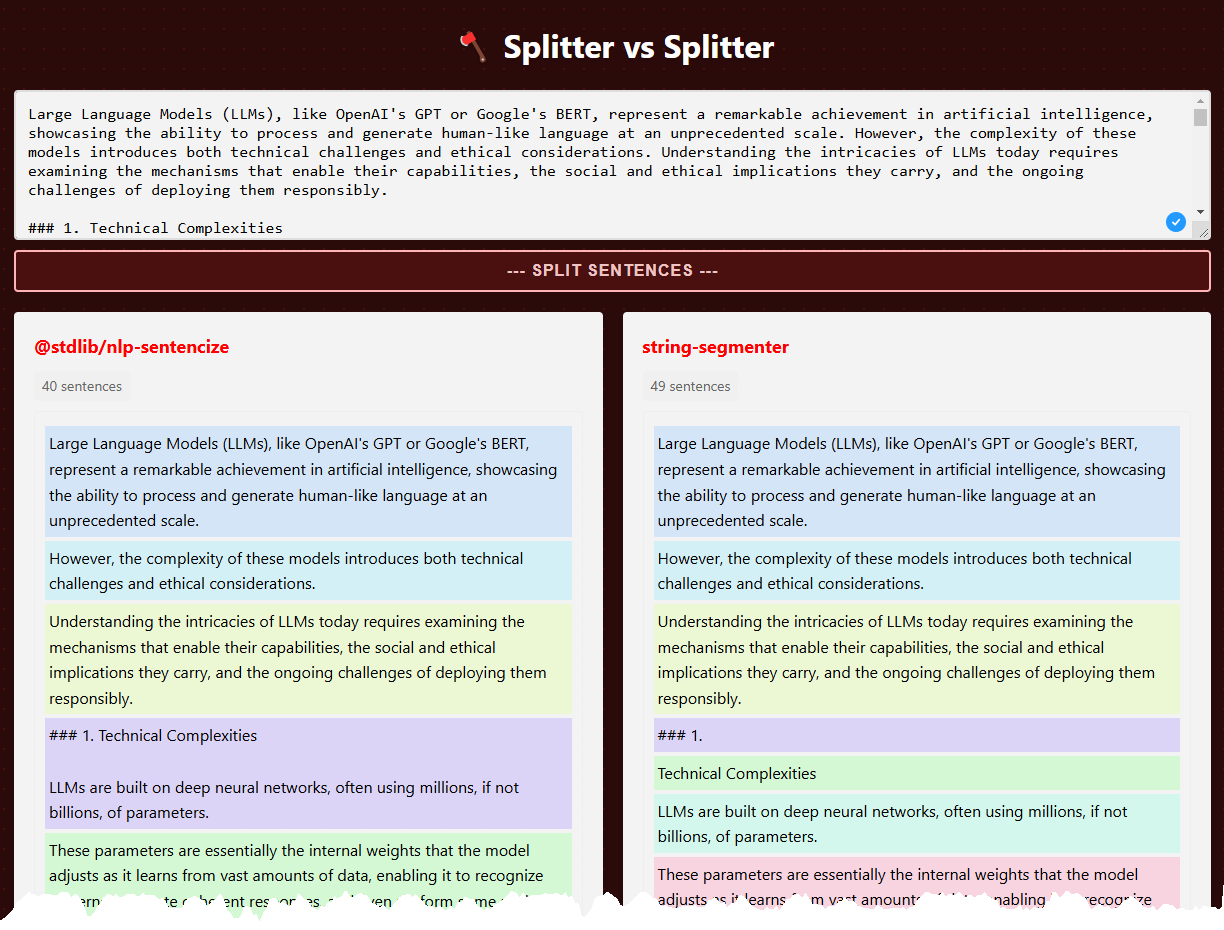 Splitter vs Splitter
Large Language Models (LLMs), like OpenAI's GPT or Google's BERT, represent a remarkable achievement in artificial intelligence,
showcasing the ability to process and generate human-like language at an unprecedented scale. However, the complexity of these
models introduces both technical challenges and ethical considerations. Understanding the intricacies of LLMs today requires
examining the mechanisms that enable their capabilities, the social and ethical implications they carry, and the ongoing
challenges of deploying them responsibly.
### 1. Technical Complexities
--- SPLIT SENTENCES ---
@stdlib/nlp-sentencize
40 sentences
Large Language Models (LLMs), like OpenAI's GPT or Google's BERT,
represent a remarkable achievement in artificial intelligence, showcasing
the ability to process and generate human-like language at an
unprecedented scale.
However, the complexity of these models introduces both technical
challenges and ethical considerations.
Understanding the intricacies of LLMs today requires examining the
mechanisms that enable their capabilities, the social and ethical
implications they carry, and the ongoing challenges of deploying them
responsibly.
### 1. Technical Complexities
LLMs are built on deep neural networks, often using millions, if not
billions, of parameters.
These parameters are essentially the internal weights that the model
adjusts as it learns from vast amounts of data, enabling it to recognize
string-segmenter
49 sentences
Large Language Models (LLMs), like OpenAI's GPT or Google's BERT,
represent a remarkable achievement in artificial intelligence, showcasing
the ability to process and generate human-like language at an
unprecedented scale.
However, the complexity of these models introduces both technical
challenges and ethical considerations.
Understanding the intricacies of LLMs today requires examining the
mechanisms that enable their capabilities, the social and ethical
implications they carry, and the ongoing challenges of deploying them
responsibly.
### 1.
Technical Complexities
LLMs are built on deep neural networks, often using millions, if not
billions, of parameters.
These parameters are essentially the internal weights that the model
adjusts as it learns from vast amounts enabling recognize